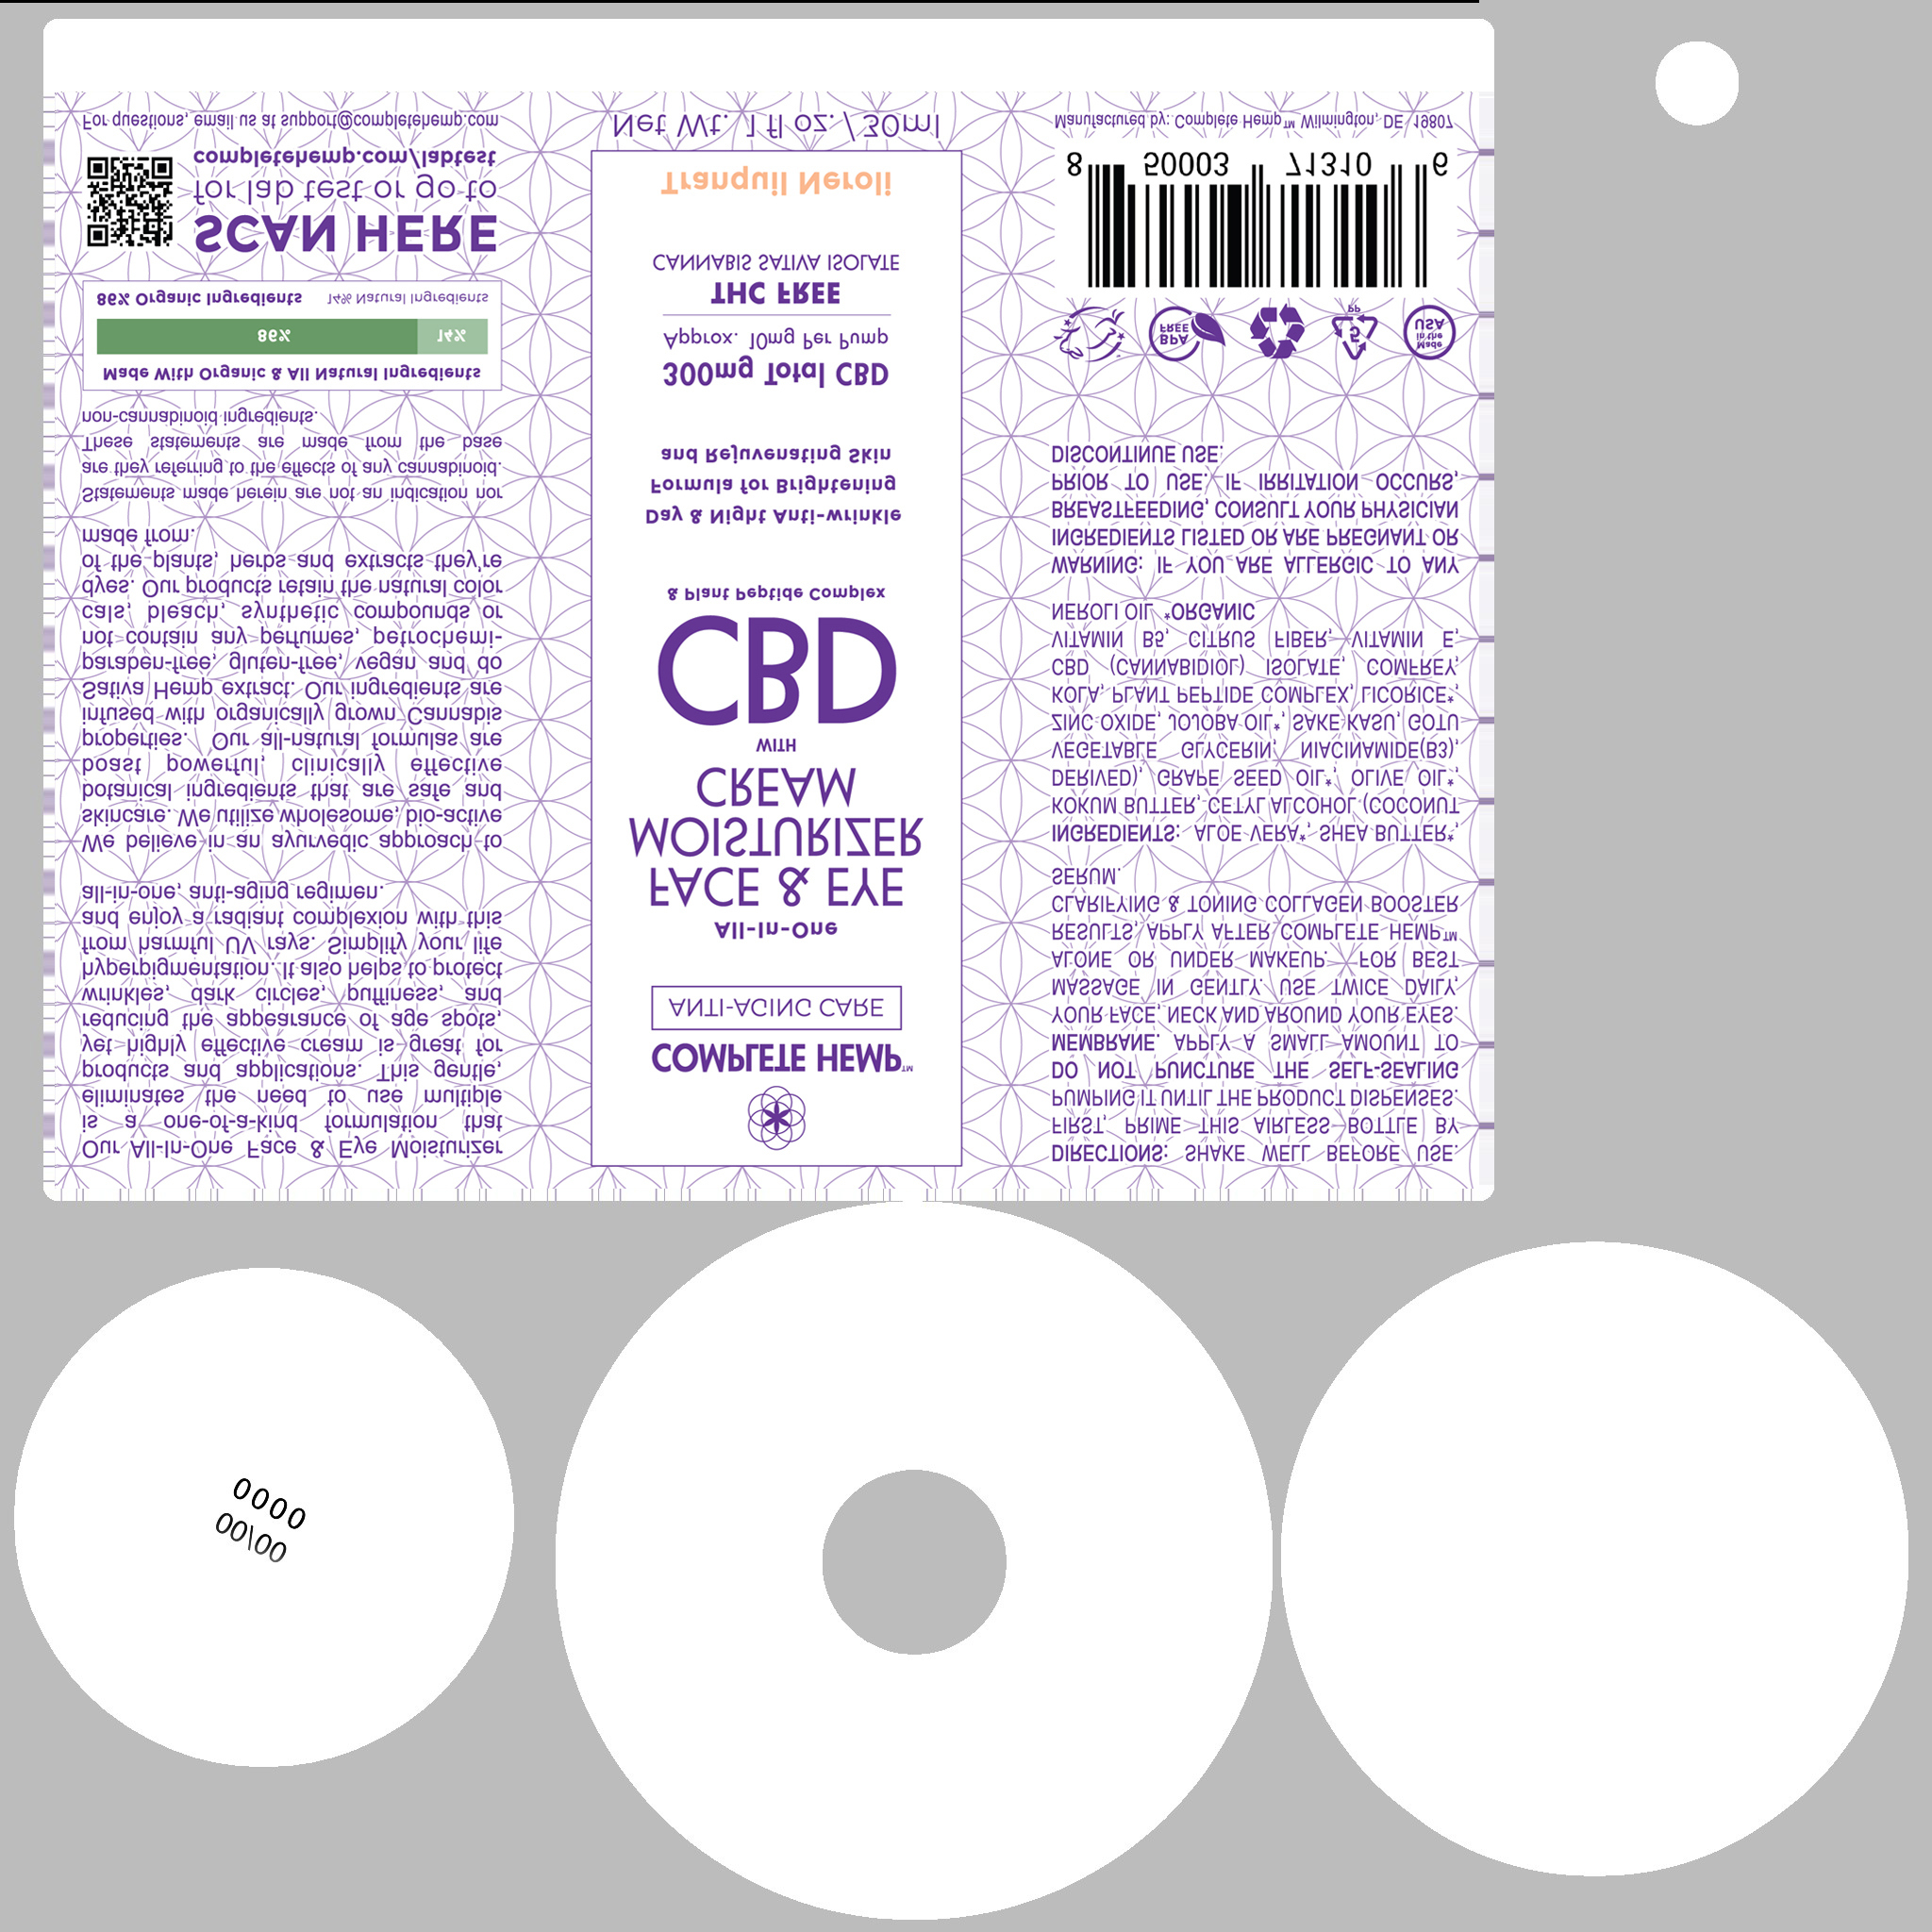 Our All-In-One Face & Eye Moisturizer
is a one-of-a-kind formulation that
eliminates the need to use multiple
products and applications. This gentle,
yet highly effective cream is great for
reducing the appearance of age spots,
wrinkles, dark circles, puffiness, and
hyperpigmentation. It also helps to protect
from harmful UV rays. Simplify your life
and enjoy a radiant complexion with this
all-in-one, anti-aging regimen.
We believe in an ayurvedic approach to
skincare. We utilize wholesome, bio-active
botanical ingredients that are safe and
boast powerful, clinically effective
properties. Our all-natural formulas are
infused with organically grown Cannabis
Sativa Hemp extract. Our ingredients are
paraben-free, gluten-free, vegan and do
not contain any perfumes, petrochemi-
cals, bleach, synthetic compounds or
dyes. Our products retain the natural color
of the plants, herbs and extracts they're
made from.
Statements made herein are not an indication nor
are they referring to the effects of any cannabinoid.
These statements are made from the base
non-cannabinoid ingredients.
Made With Organic & All Natural Ingredients
86% 14%
86% Organic Ingredients 14% Natural Ingredients
SCAN HERE
for lab test or go to
completehemp.com/labtest
For questions, email us at support@completehemp.com
COMPLETE HEMP™
ANTI-AGING CARE
All-In-One
FACE & EYE
MOISTURIZER
CREAM
WITH
CBD
& Plant Peptide Complex
Day & Night Anti-wrinkle
Formula for Brightening
and Rejuvenating Skin
300mg Total CBD
Approx. 10mg Per Pump
THC FREE
CANNABIS SATIVA ISOLATE
Tranquil Neroli
Net Wt. 1 fl oz. / 30ml
DIRECTIONS: SHAKE WELL BEFORE USE.
FIRST, PRIME THIS AIRLESS BOTTLE BY
PUMPING IT UNTIL THE PRODUCT DISPENSES.
DO NOT PUNCTURE THE SELF-SEALING
MEMBRANE. APPLY A SMALL AMOUNT TO
YOUR FACE, NECK AND AROUND YOUR EYES.
MASSAGE IN GENTLY. USE TWICE DAILY,
ALONE OR UNDER MAKEUP. FOR BEST
RESULTS, APPLY AFTER COMPLETE HEMP™
CLARIFYING & TONING COLLAGEN BOOSTER
SERUM.
INGREDIENTS: ALOE VERA*, SHEA BUTTER*,
KOKUM BUTTER, CETYL ALCOHOL (COCONUT
DERIVED), GRAPE SEED OIL*, OLIVE OIL*,
VEGETABLE GLYCERIN, NIACINAMIDE(B3),
ZINC OXIDE, JOJOBA OIL*, SAKE KASU, GOTU
KOLA, PLANT PEPTIDE COMPLEX, LICORICE*,
CBD (CANNABIDIOL) ISOLATE, COMFREY,
VITAMIN B5, CITRUS FIBER, VITAMIN E,
NEROLI OIL *ORGANIC
WARNING: IF YOU ARE ALLERGIC TO ANY
INGREDIENTS LISTED OR ARE PREGNANT OR
BREASTFEEDING, CONSULT YOUR PHYSICIAN
PRIOR TO USE. IF IRRITATION OCCURS,
DISCONTINUE USE.
BPA
FREE
5
PP
Made
in the
USA
8 50003 71310 6
Manufactured by: Complete Hemp™ Wilmington, DE 19807
00/00
0000